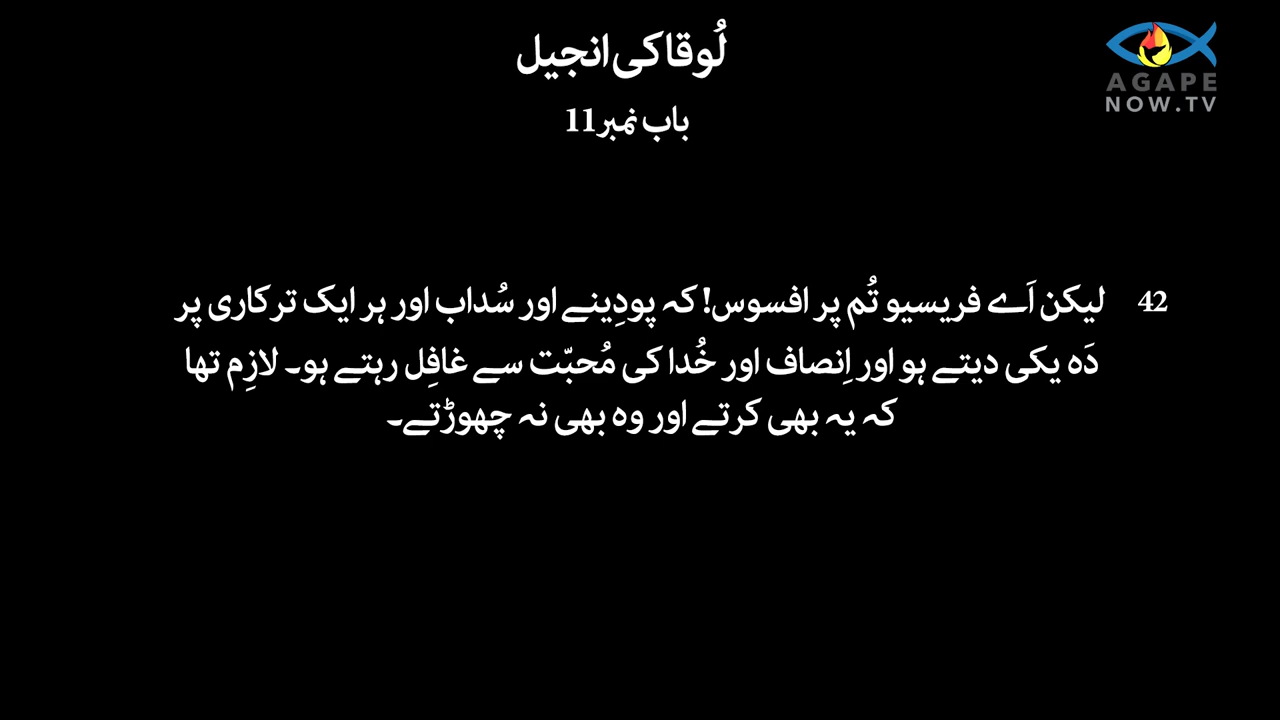 لُوقا کی انجیل
باب نمبر 11
AGAPE
NOW.TV
42 لیکن اَے فریسیو تُم پر افسوس! کہ پودِینے اور سُداب اور ہر ایک ترکاری پر
دَہ یکی دیتے ہو اور اِنصاف اور خُدا کی مُحبّت سے غافِل رہتے ہو۔ لازِم تھا
کہ یہ بھی کرتے اور وہ بھی نہ چھوڑتے۔